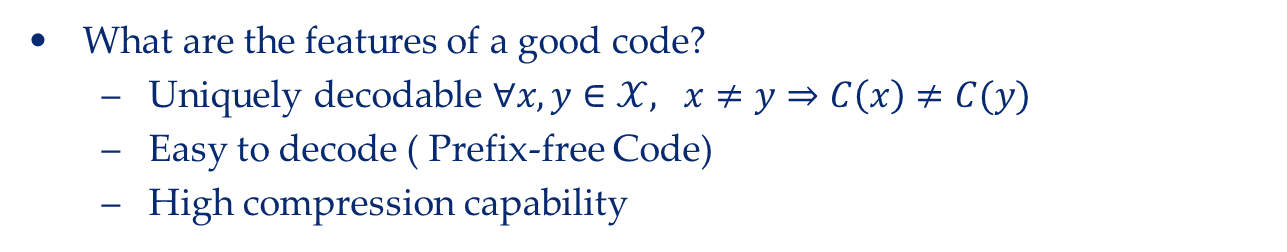 • What are the features of a good code?
– Uniquely decodable ∀x, y ∈ 𝒳, x ≠ y ⇒ C(x) ≠ C(y)
– Easy to decode ( Prefix-free Code)
– High compression capability